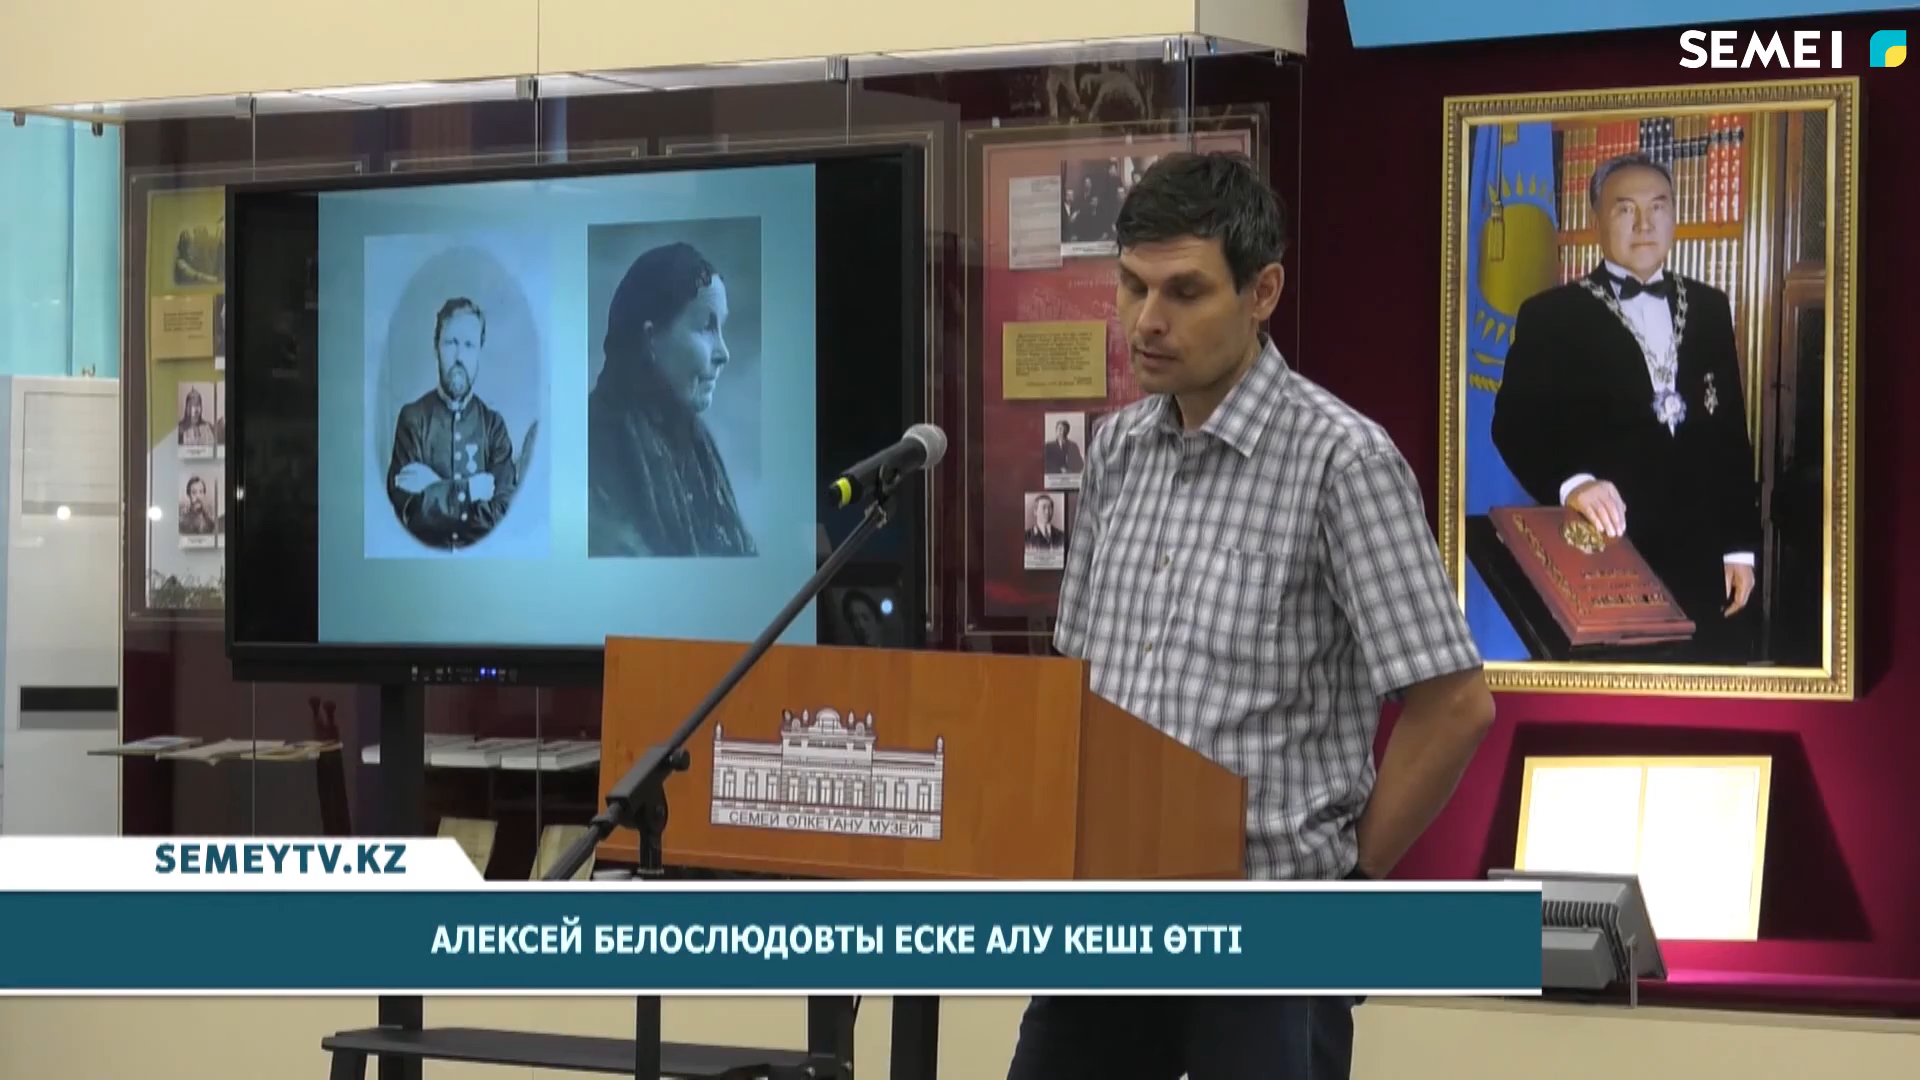 SEMEI
СЕМЕЙ ӨЛКЕТАНУ МУЗЕЙІ
SEMEYTV.KZ
АЛЕКСЕЙ БЕЛОСЛЮДОВТЫ ЕСКЕ АЛУ КЕШІ ӨТТІ